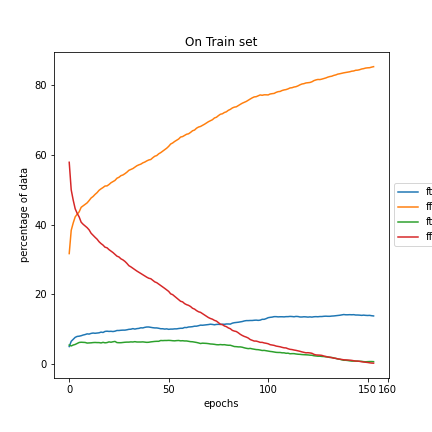 On Train set
percentage of data
80
60
40
20
0
0 50 100 150 160
epochs
ft
ff
ft
ff